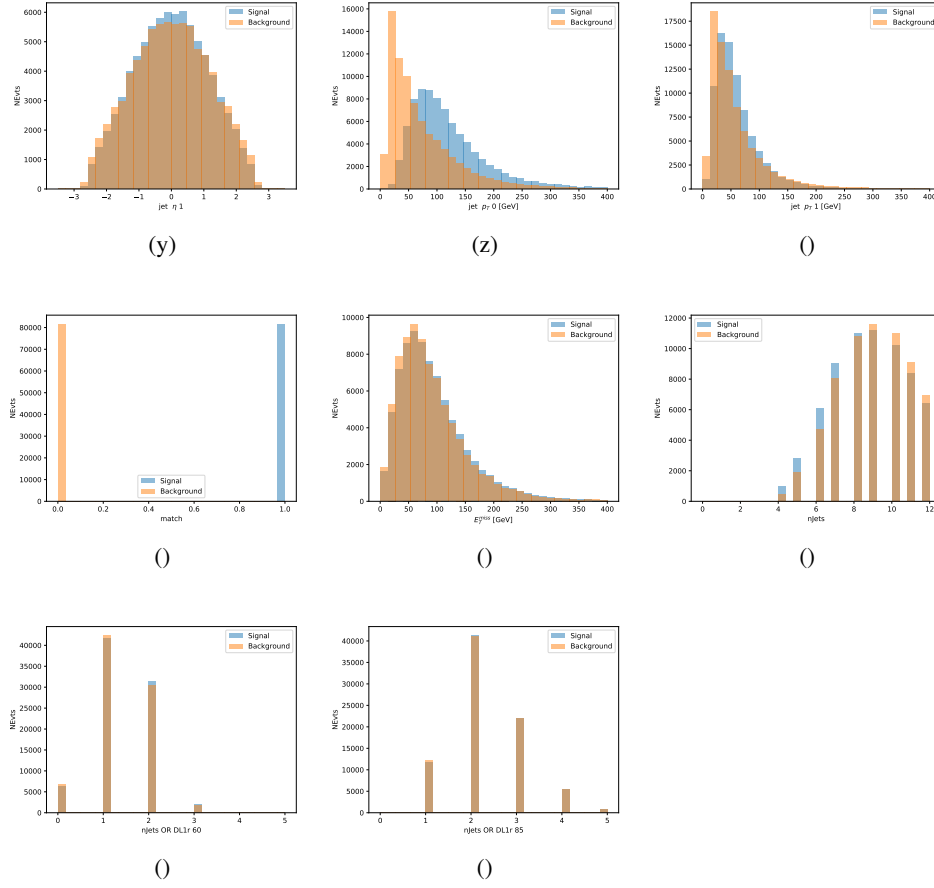 6000
5000
4000
3000
2000
1000
0
NEvts
Signal
Background
−3 −2 −1 0 1 2 3
jet η 1
(y)
16000
14000
12000
10000
8000
6000
4000
2000
0
NEvts
Signal
Background
0 50 100 150 200 250 300 350 400
jet p_T 0 [GeV]
(z)
17500
15000
12500
10000
7500
5000
2500
0
NEvts
Signal
Background
0 50 100 150 200 250 300 350 400
jet p_T 1 [GeV]
()
80000
70000
60000
50000
40000
30000
20000
10000
0
NEvts
Signal
Background
0.0 0.2 0.4 0.6 0.8 1.0
match
()
10000
8000
6000
4000
2000
0
NEvts
Signal
Background
0 50 100 150 200 250 300 350 400
E_T^miss [GeV]
()
12000
10000
8000
6000
4000
2000
0
NEvts
Signal
Background
0 2 4 6 8 10 12
nJets
()
40000
35000
30000
25000
20000
15000
10000
5000
0
NEvts
Signal
Background
0 1 2 3 4 5
nJets OR DL1r 60
()
40000
35000
30000
25000
20000
15000
10000
5000
0
NEvts
Signal
Background
0 1 2 3 4 5
nJets OR DL1r 85
()